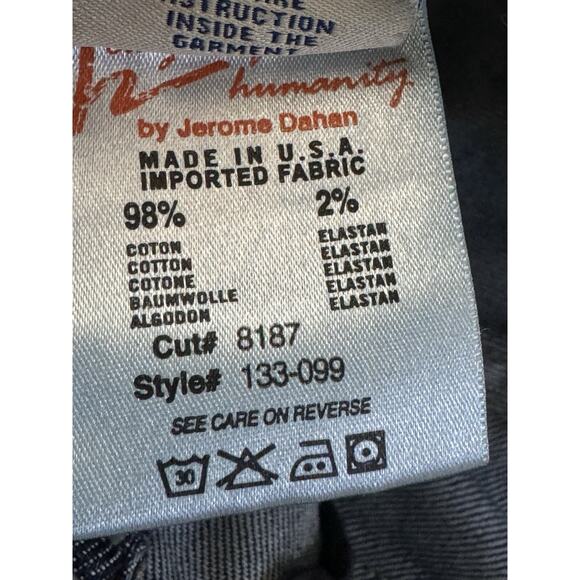 INSIDE THE
GARMENT
humanity
by Jerome Dahan
MADE IN U.S.A.
IMPORTED FABRIC
98% 2%
COTON ELASTAN
COTTON ELASTAN
COTONE ELASTAN
BAUMWOLLE ELASTAN
ALGODON ELASTAN
Cut# 8187
Style# 133-099
SEE CARE ON REVERSE
30